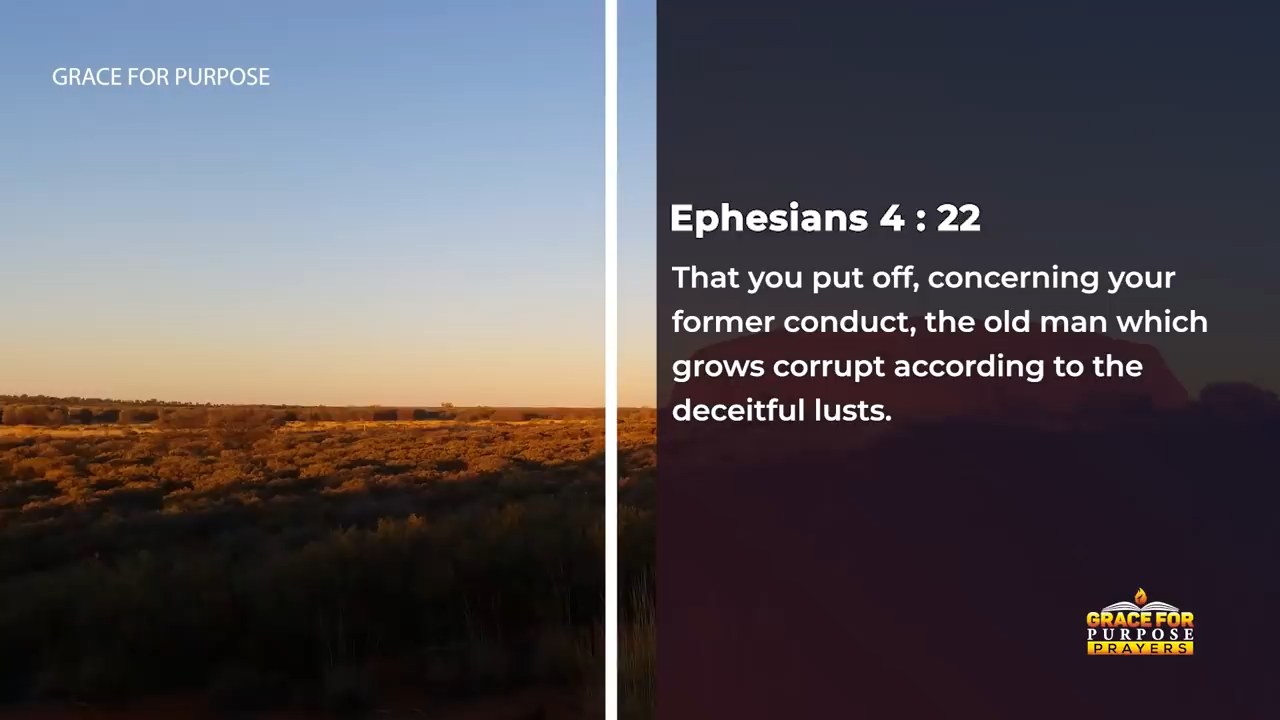 GRACE FOR PURPOSE
Ephesians 4 : 22
That you put off, concerning your
former conduct, the old man which
grows corrupt according to the
deceitful lusts.
GRACE FOR
PURPOSE
PRAYERS